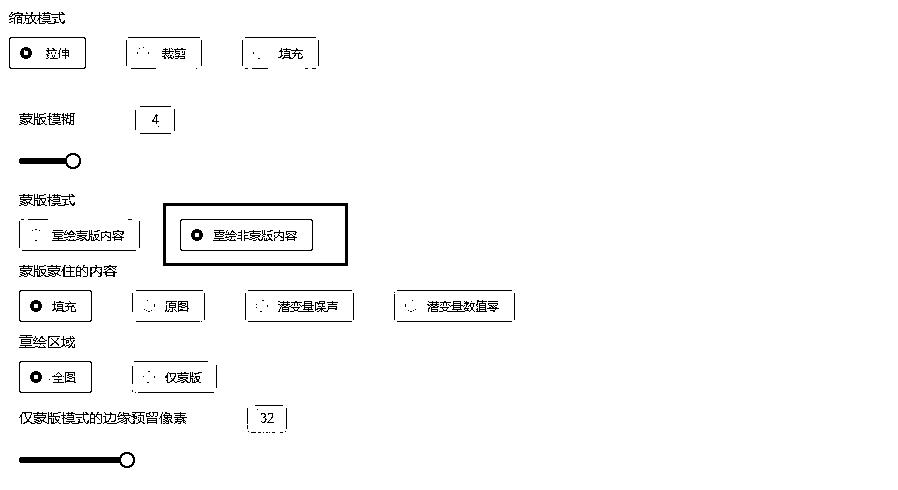 缩放模式
拉伸 裁剪 填充
蒙版模糊 4
蒙版模式
重绘蒙版内容 重绘非蒙版内容
蒙版蒙住的内容
填充 原图 潜变量噪声 潜变量数值零
重绘区域
全图 仅蒙版
仅蒙版模式的边缘预留像素 32